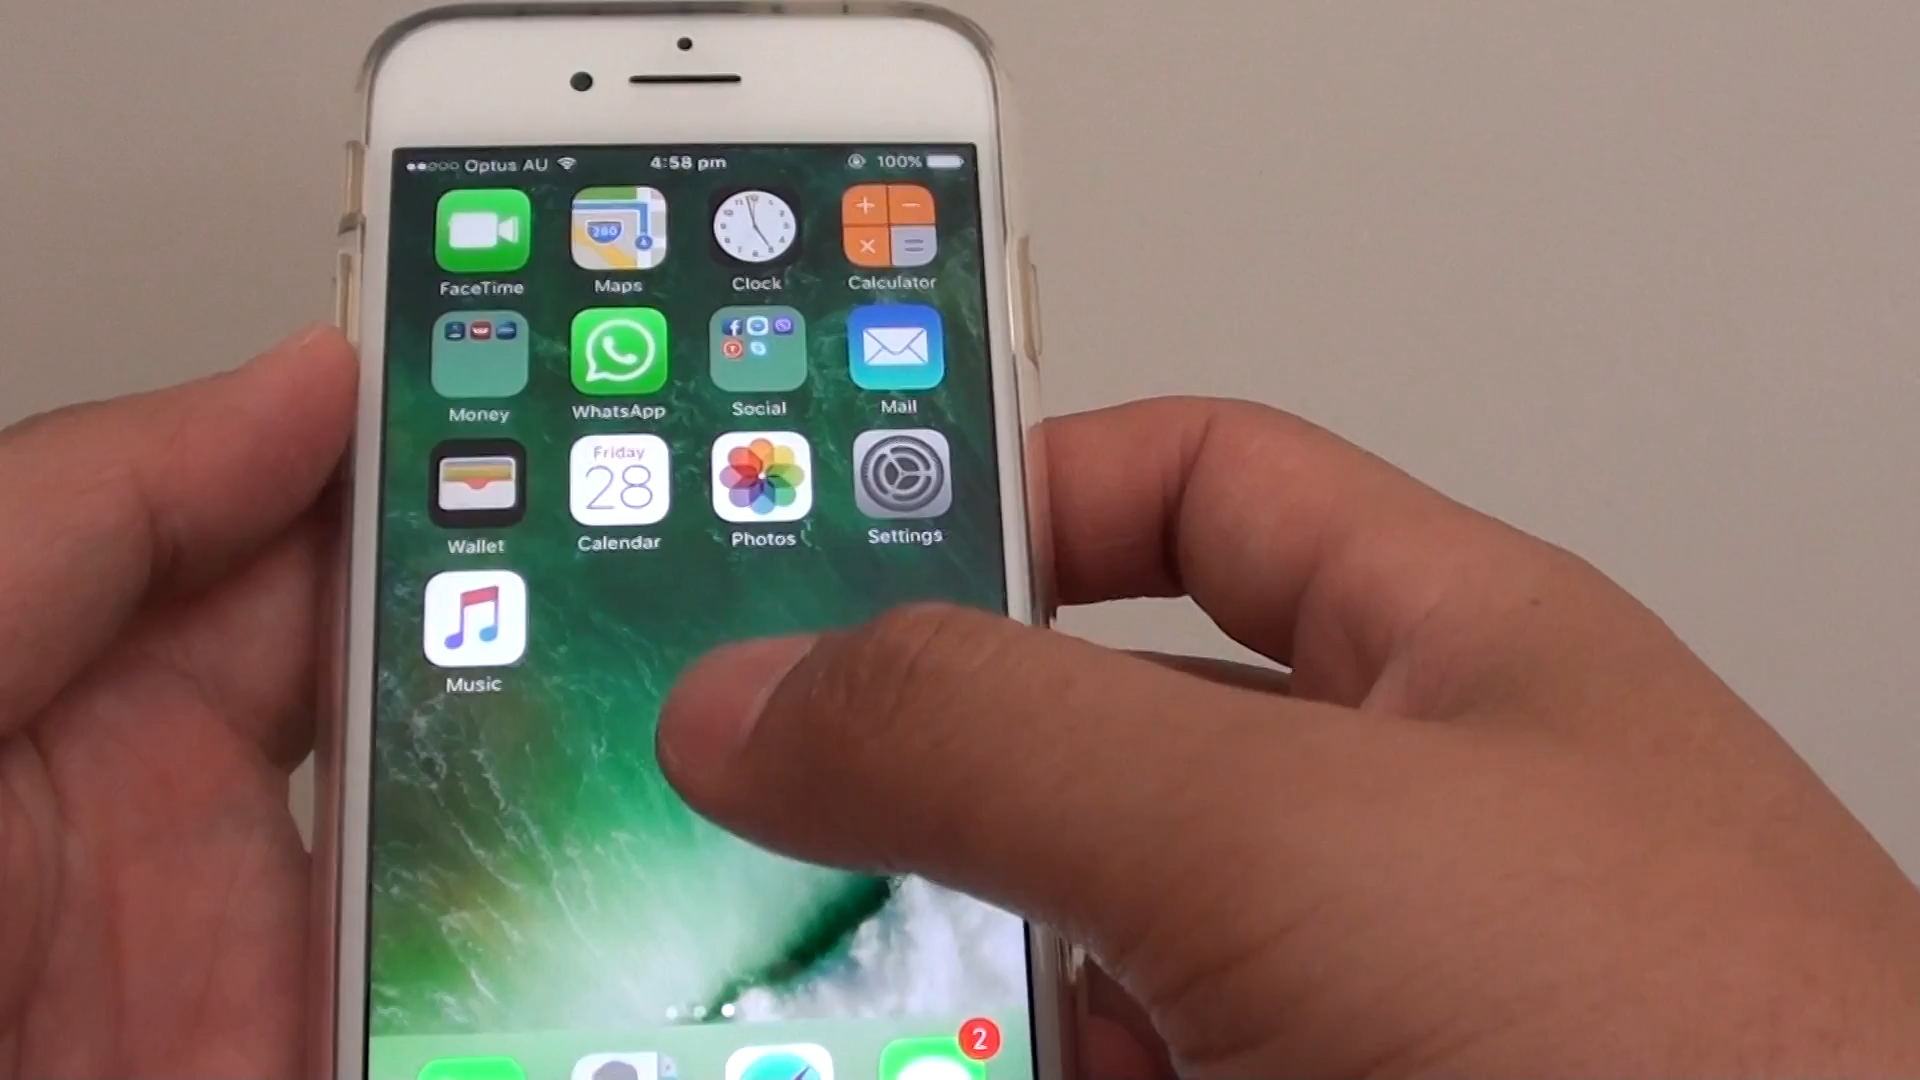 Optus AU 4:58 pm 100%
280
FaceTime Maps Clock Calculator
Money WhatsApp Social Mail
Friday
28
Wallet Calendar Photos Settings
Music
2